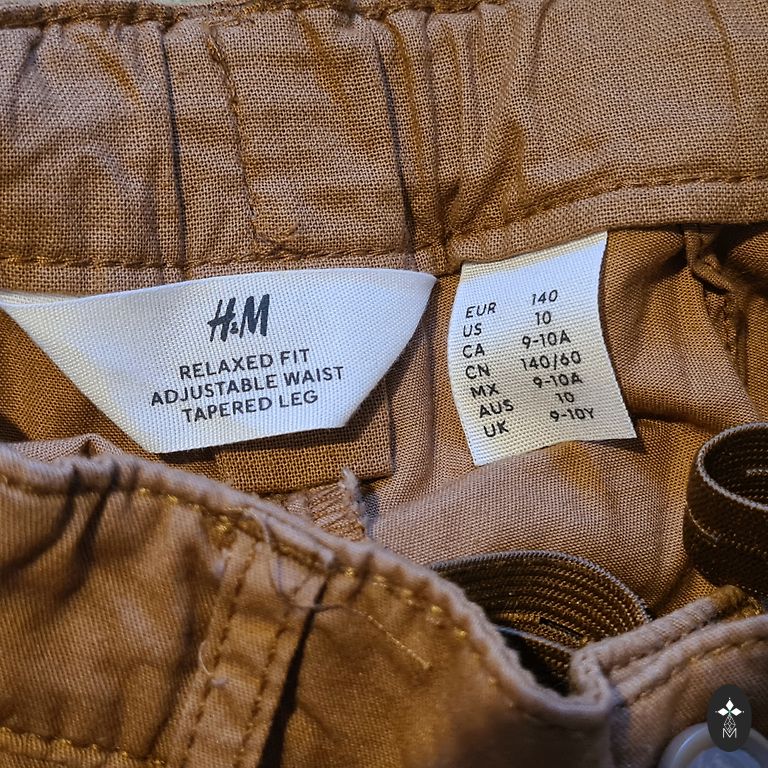 H&M
RELAXED FIT
ADJUSTABLE WAIST
TAPERED LEG
EUR 140
US 10
CA 9-10A
CN 140/60
MX 9-10A
AUS 10
UK 9-10Y
M